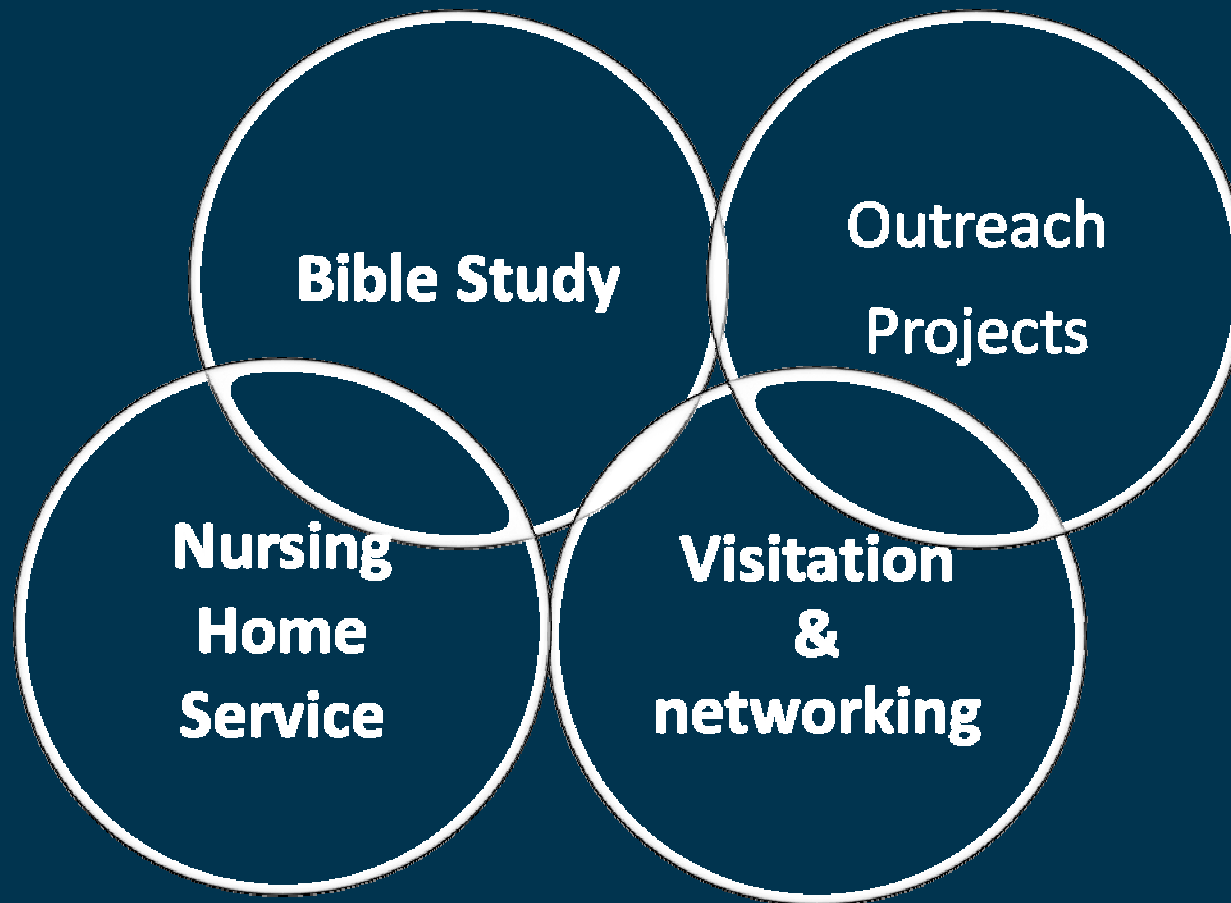 Bible Study
Outreach
Projects
Nursing
Home
Service
Visitation
&
networking